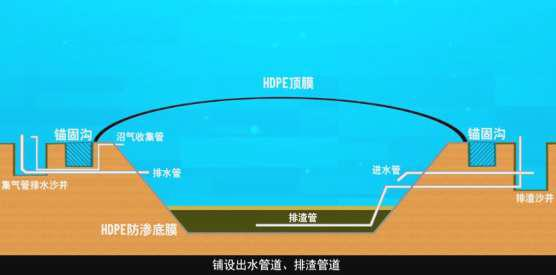 HDPE顶膜
锚固沟
沼气收集管
锚固沟
排水管
进水管
集气管排水沙井
排渣沙井
排渣管
HDPE防渗底膜
铺设出水管道、排渣管道